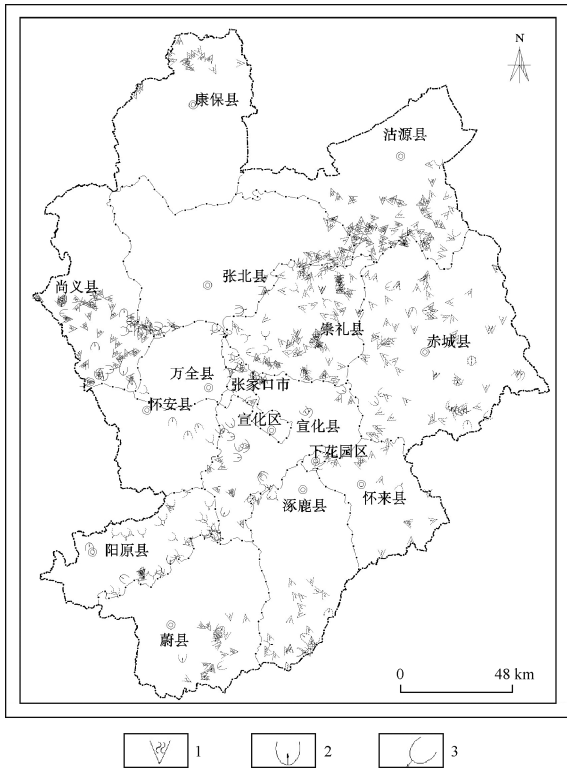 N
康保县
沽源县
张北县
尚义县
崇礼县
赤城县
万全县
张家口市
怀安县
宣化区
宣化县
下花园区
怀来县
涿鹿县
阳原县
蔚县
0 48 km
1 2 3